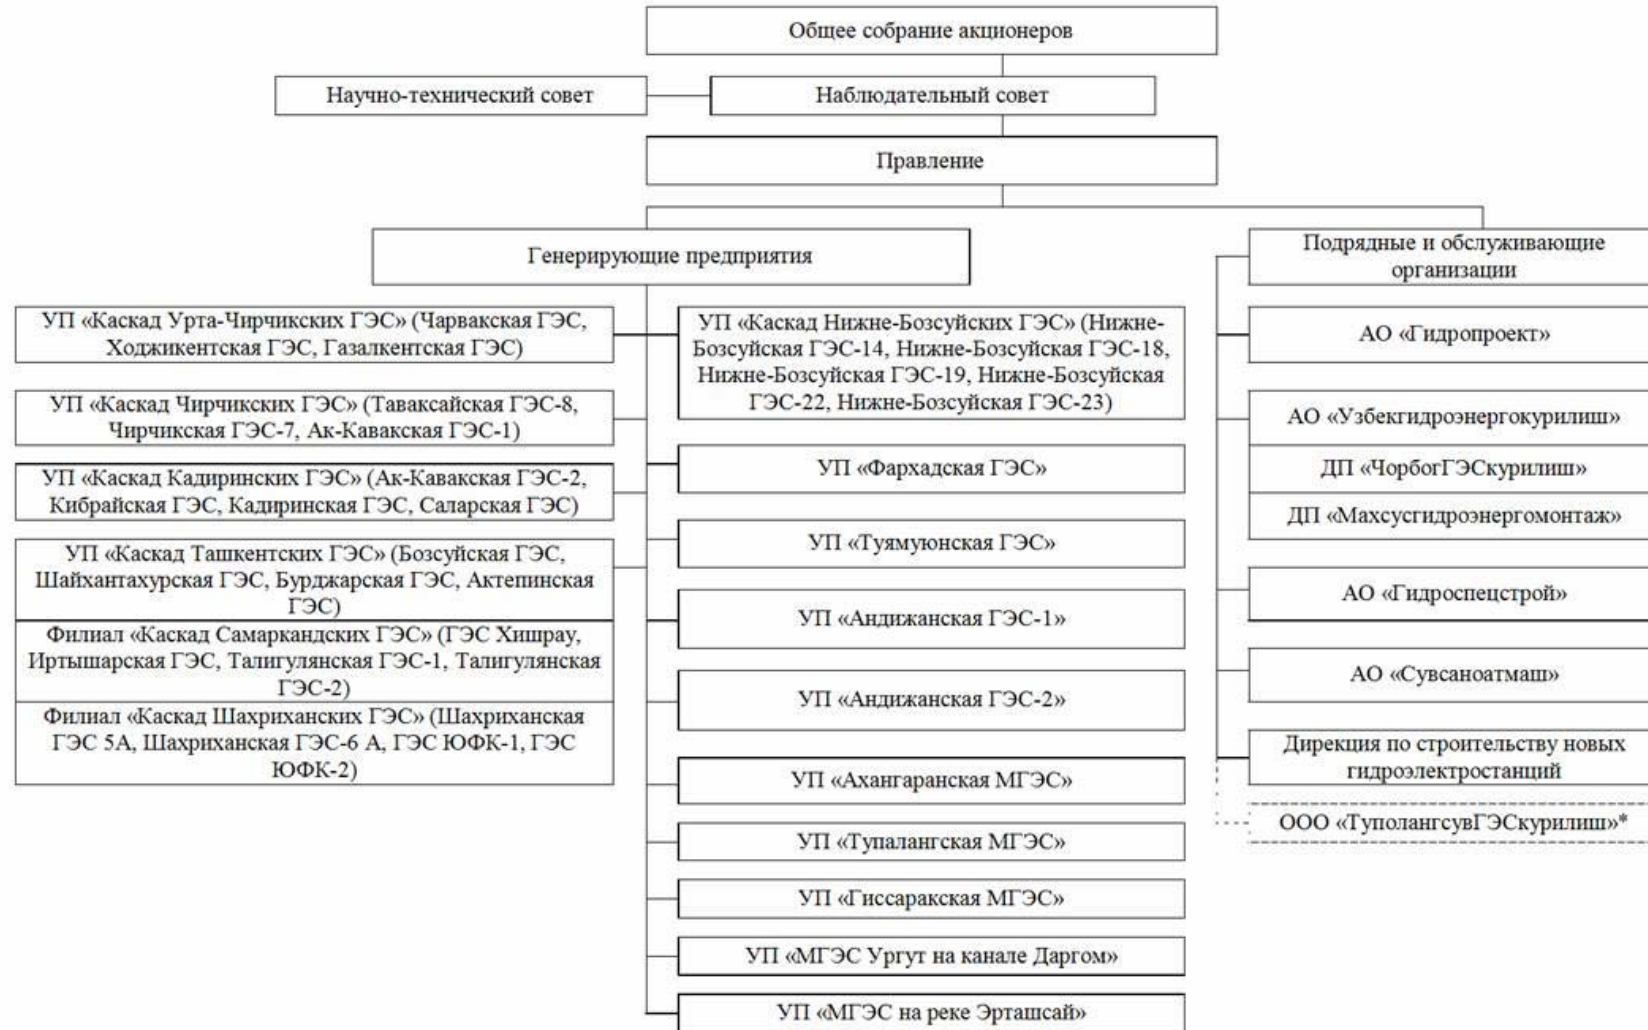 Общее собрание акционеров
Научно-технический совет
Наблюдательный совет
Правление
Генерирующие предприятия
УП «Каскад Урта-Чирчикских ГЭС» (Чарвакская ГЭС,
Ходжикентская ГЭС, Газалкентская ГЭС)
УП «Каскад Чирчикских ГЭС» (Таваксайская ГЭС-8,
Чирчикская ГЭС-7, Ак-Кавакская ГЭС-1)
УП «Каскад Кадиринских ГЭС» (Ак-Кавакская ГЭС-2,
Кибрайская ГЭС, Кадиринская ГЭС, Саларская ГЭС)
УП «Каскад Ташкентских ГЭС» (Бозсуйская ГЭС,
Шайхантахурская ГЭС, Бурджарская ГЭС, Актепинская
ГЭС)
Филиал «Каскад Самаркандских ГЭС» (ГЭС Хишрау,
Иртышарская ГЭС, Талигулянская ГЭС-1, Талигулянская
ГЭС-2)
Филиал «Каскад Шахриханских ГЭС» (Шахриханская
ГЭС 5А, Шахриханская ГЭС-6 А, ГЭС ЮФК-1, ГЭС
ЮФК-2)
УП «Каскад Нижне-Бозсуйских ГЭС» (Нижне-
Бозсуйская ГЭС-14, Нижне-Бозсуйская ГЭС-18,
Нижне-Бозсуйская ГЭС-19, Нижне-Бозсуйская
ГЭС-22, Нижне-Бозсуйская ГЭС-23)
УП «Фархадская ГЭС»
УП «Туямуюнская ГЭС»
УП «Андижанская ГЭС-1»
УП «Андижанская ГЭС-2»
УП «Ахангаранская МГЭС»
УП «Тупалангская МГЭС»
УП «Гиссаракская МГЭС»
УП «МГЭС Ургут на канале Даргом»
УП «МГЭС на реке Эрташсай»
Подрядные и обслуживающие
организации
АО «Гидропроект»
АО «Узбекгидроэнергокурилиш»
ДП «ЧорбогГЭСкурилиш»
ДП «Махсусгидроэнергомонтаж»
АО «Гидроспецстрой»
АО «Сувсаноатмаш»
Дирекция по строительству новых
гидроэлектростанций
ООО «ТуполангсувГЭСкурилиш»*